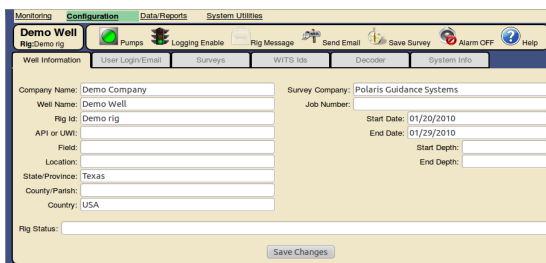 Monitoring Configuration Data/Reports System Utilities
Demo Well
Rig:Demo rig
Pumps Logging Enable Rig Message Send Email Save Survey Alarm OFF Help
Well Information User Login/Email Surveys WITS Ids Decoder System Info
Company Name: Demo Company Survey Company: Polaris Guidance Systems
Well Name: Demo Well Job Number:
Rig Id: Demo rig Start Date: 01/20/2010
API or UWI: End Date: 01/29/2010
Field: Start Depth:
Location: End Depth:
State/Province: Texas
County/Parish:
Country: USA
Rig Status:
Save Changes